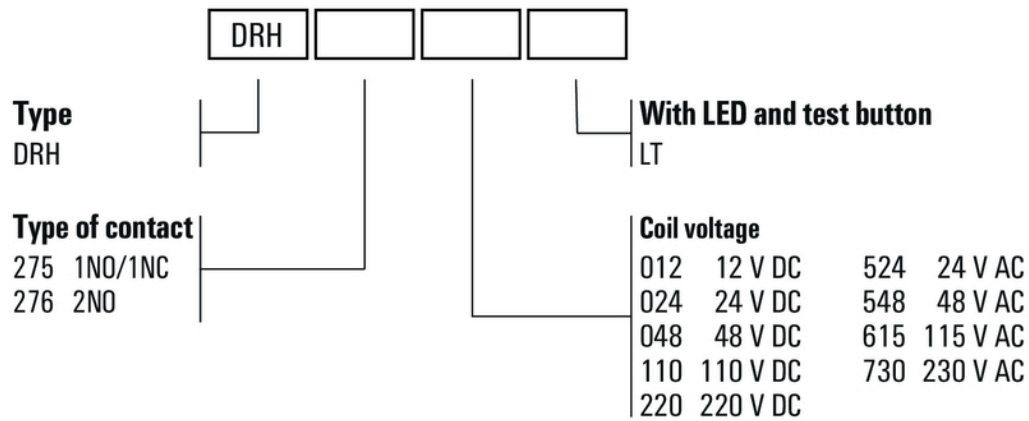 DRH
Type
DRH
With LED and test button
LT
Type of contact
275 1NO/1NC
276 2NO
Coil voltage
012 12 V DC 524 24 V AC
024 24 V DC 548 48 V AC
048 48 V DC 615 115 V AC
110 110 V DC 730 230 V AC
220 220 V DC